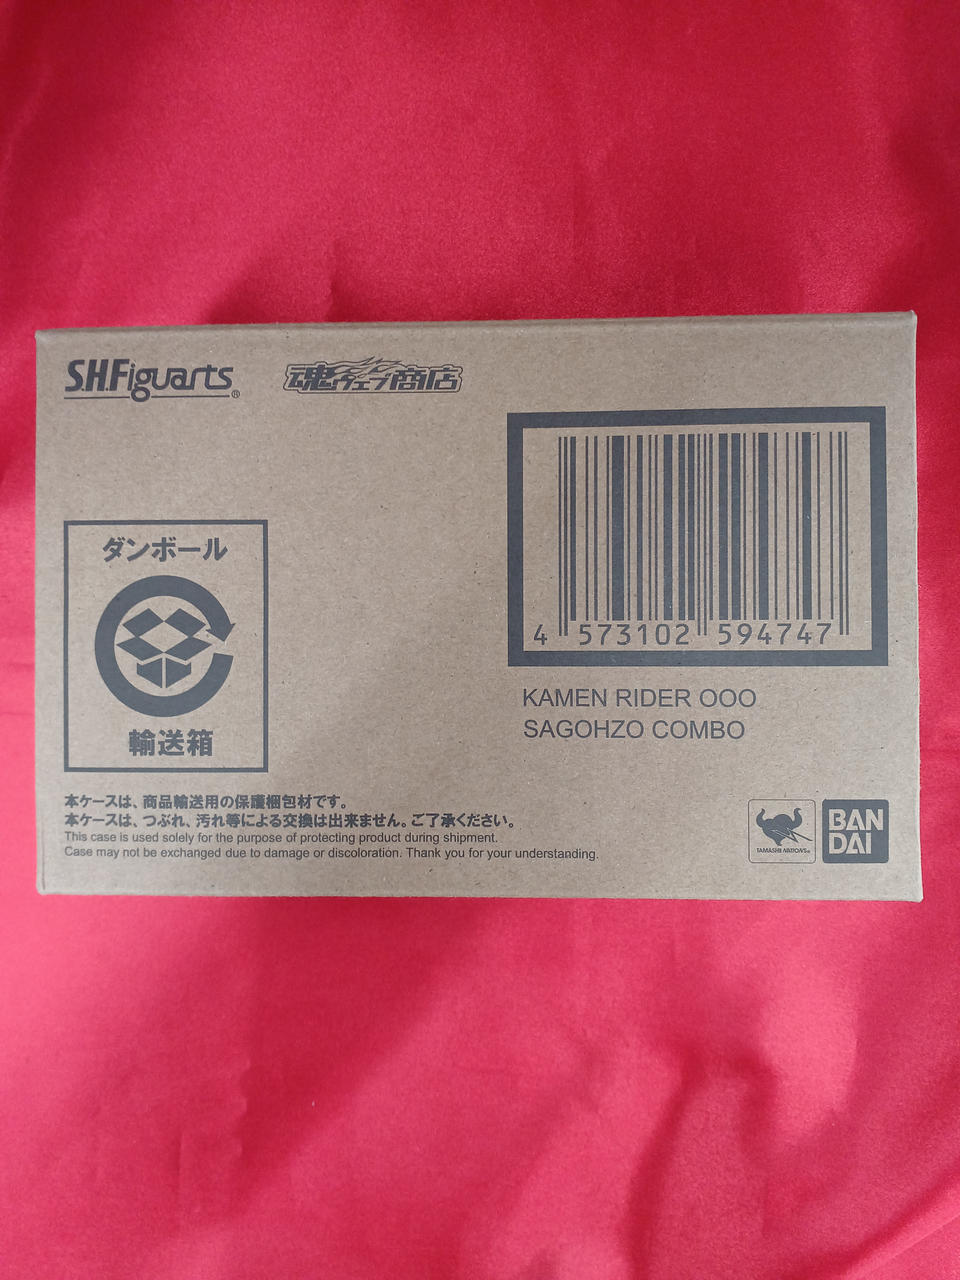 S.H.Figuarts®
魂ウェブ商店
ダンボール
輸送箱
4 573102 594747
KAMEN RIDER OOO
SAGOHZO COMBO
本ケースは、商品輸送用の保護梱包材です。
本ケースは、つぶれ、汚れ等による交換は出来ません。ご了承ください。
This case is used solely for the purpose of protecting product during shipment.
Case may not be exchanged due to damage or discoloration. Thank you for your understanding.
TAMASHII NATIONS®
BAN
DAI